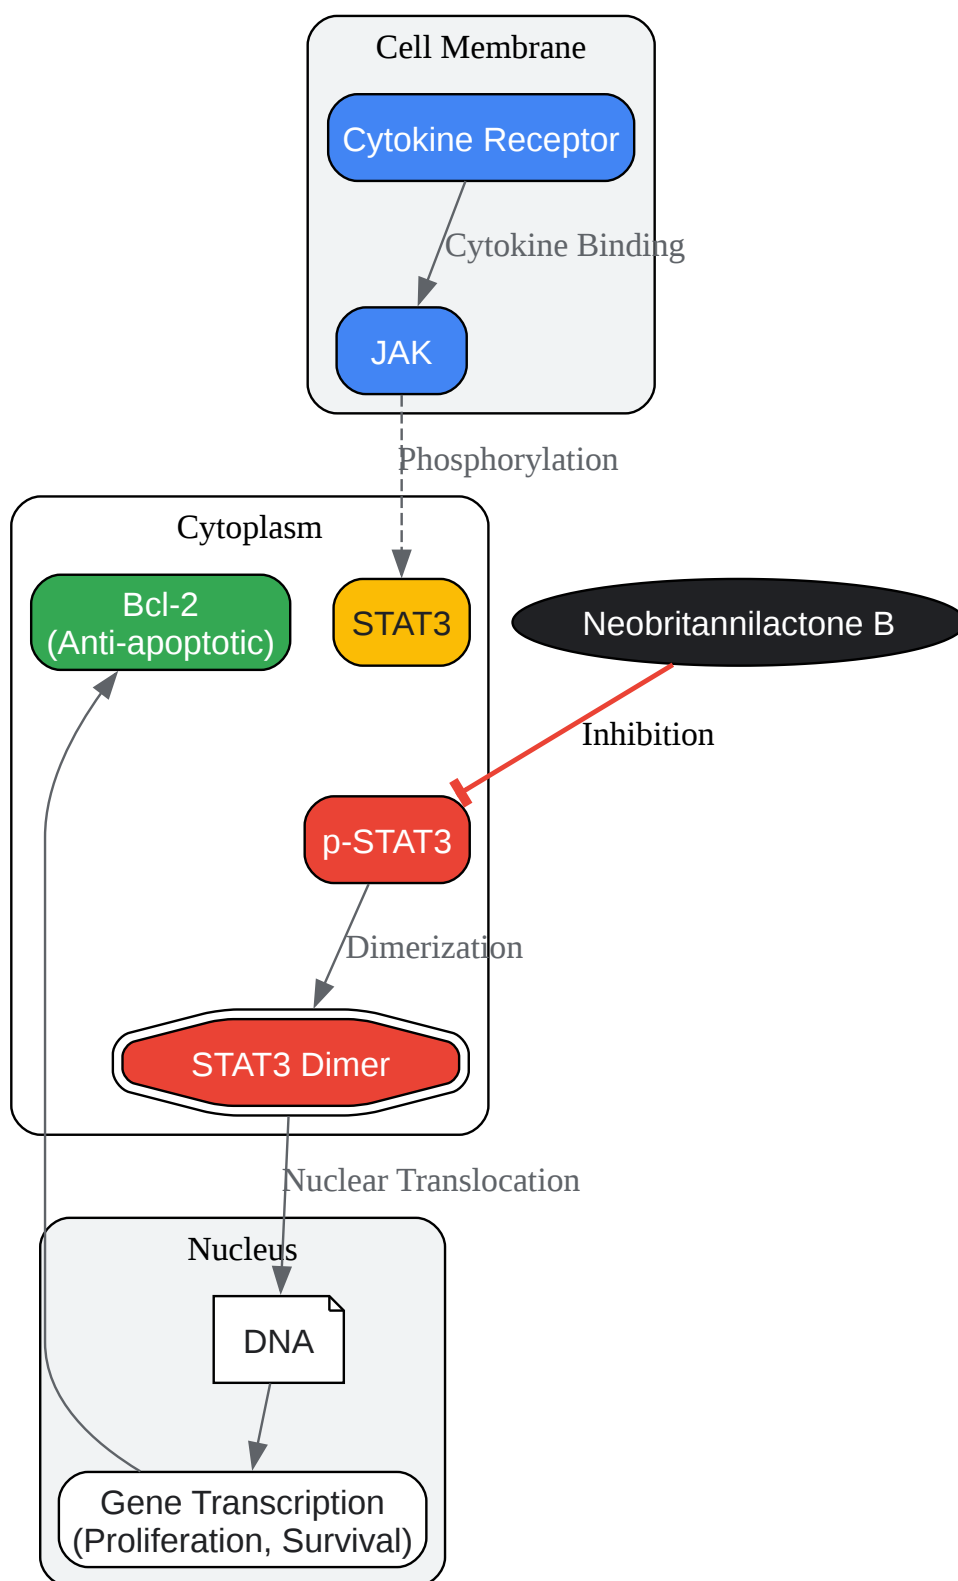 Cell Membrane
Cytokine Receptor
Cytokine Binding
JAK
Phosphorylation
Cytoplasm
Bcl-2
(Anti-apoptotic)
STAT3
Neobritannilactone B
Inhibition
p-STAT3
Dimerization
STAT3 Dimer
Nuclear Translocation
Nucleus
DNA
Gene Transcription
(Proliferation, Survival)